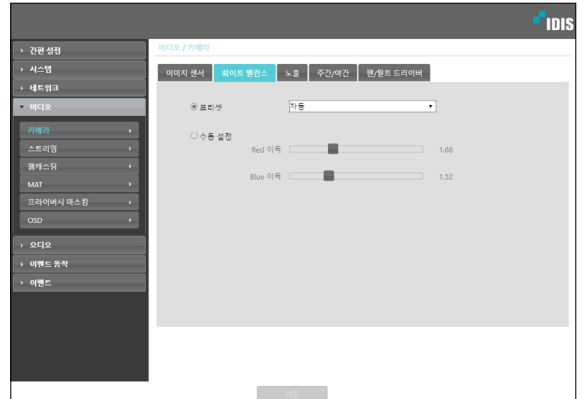 IDIS
비디오 / 카메라
간편 설정
시스템
네트워크
비디오
카메라
스트리밍
웹캐스팅
MAT
프라이버시 마스킹
OSD
오디오
이벤트 동작
이벤트
이미지 센서 화이트 밸런스 노출 주간/야간 팬/틸트 드라이버
프리셋 자동
수동 설정
Red 이득 1.66
Blue 이득 1.52
저장